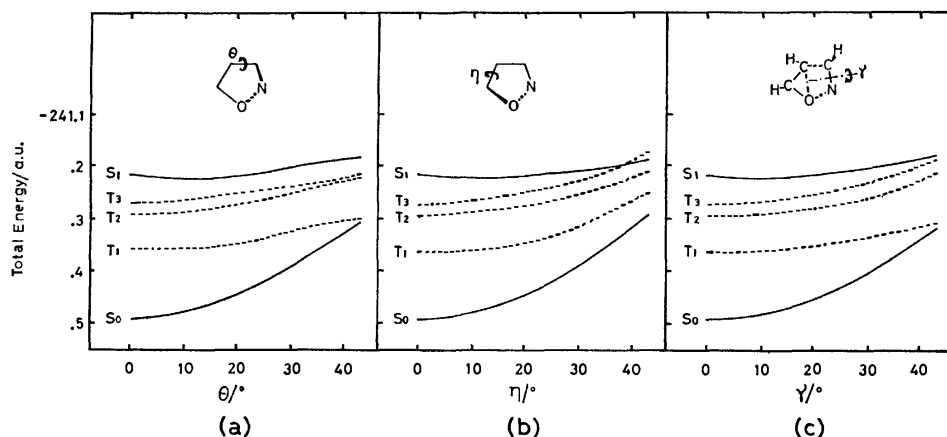 Total Energy/a.u.
-241.1
.2
.3
.4
.5
θ
N
O
S₁
T₃
T₂
T₁
S₀
0 10 20 30 40
θ/°
(a)
η
N
O
S₁
T₃
T₂
T₁
S₀
0 10 20 30 40
η/°
(b)
H
H C C
γ
H C
O N
S₁
T₃
T₂
T₁
S₀
0 10 20 30 40
γ/°
(c)